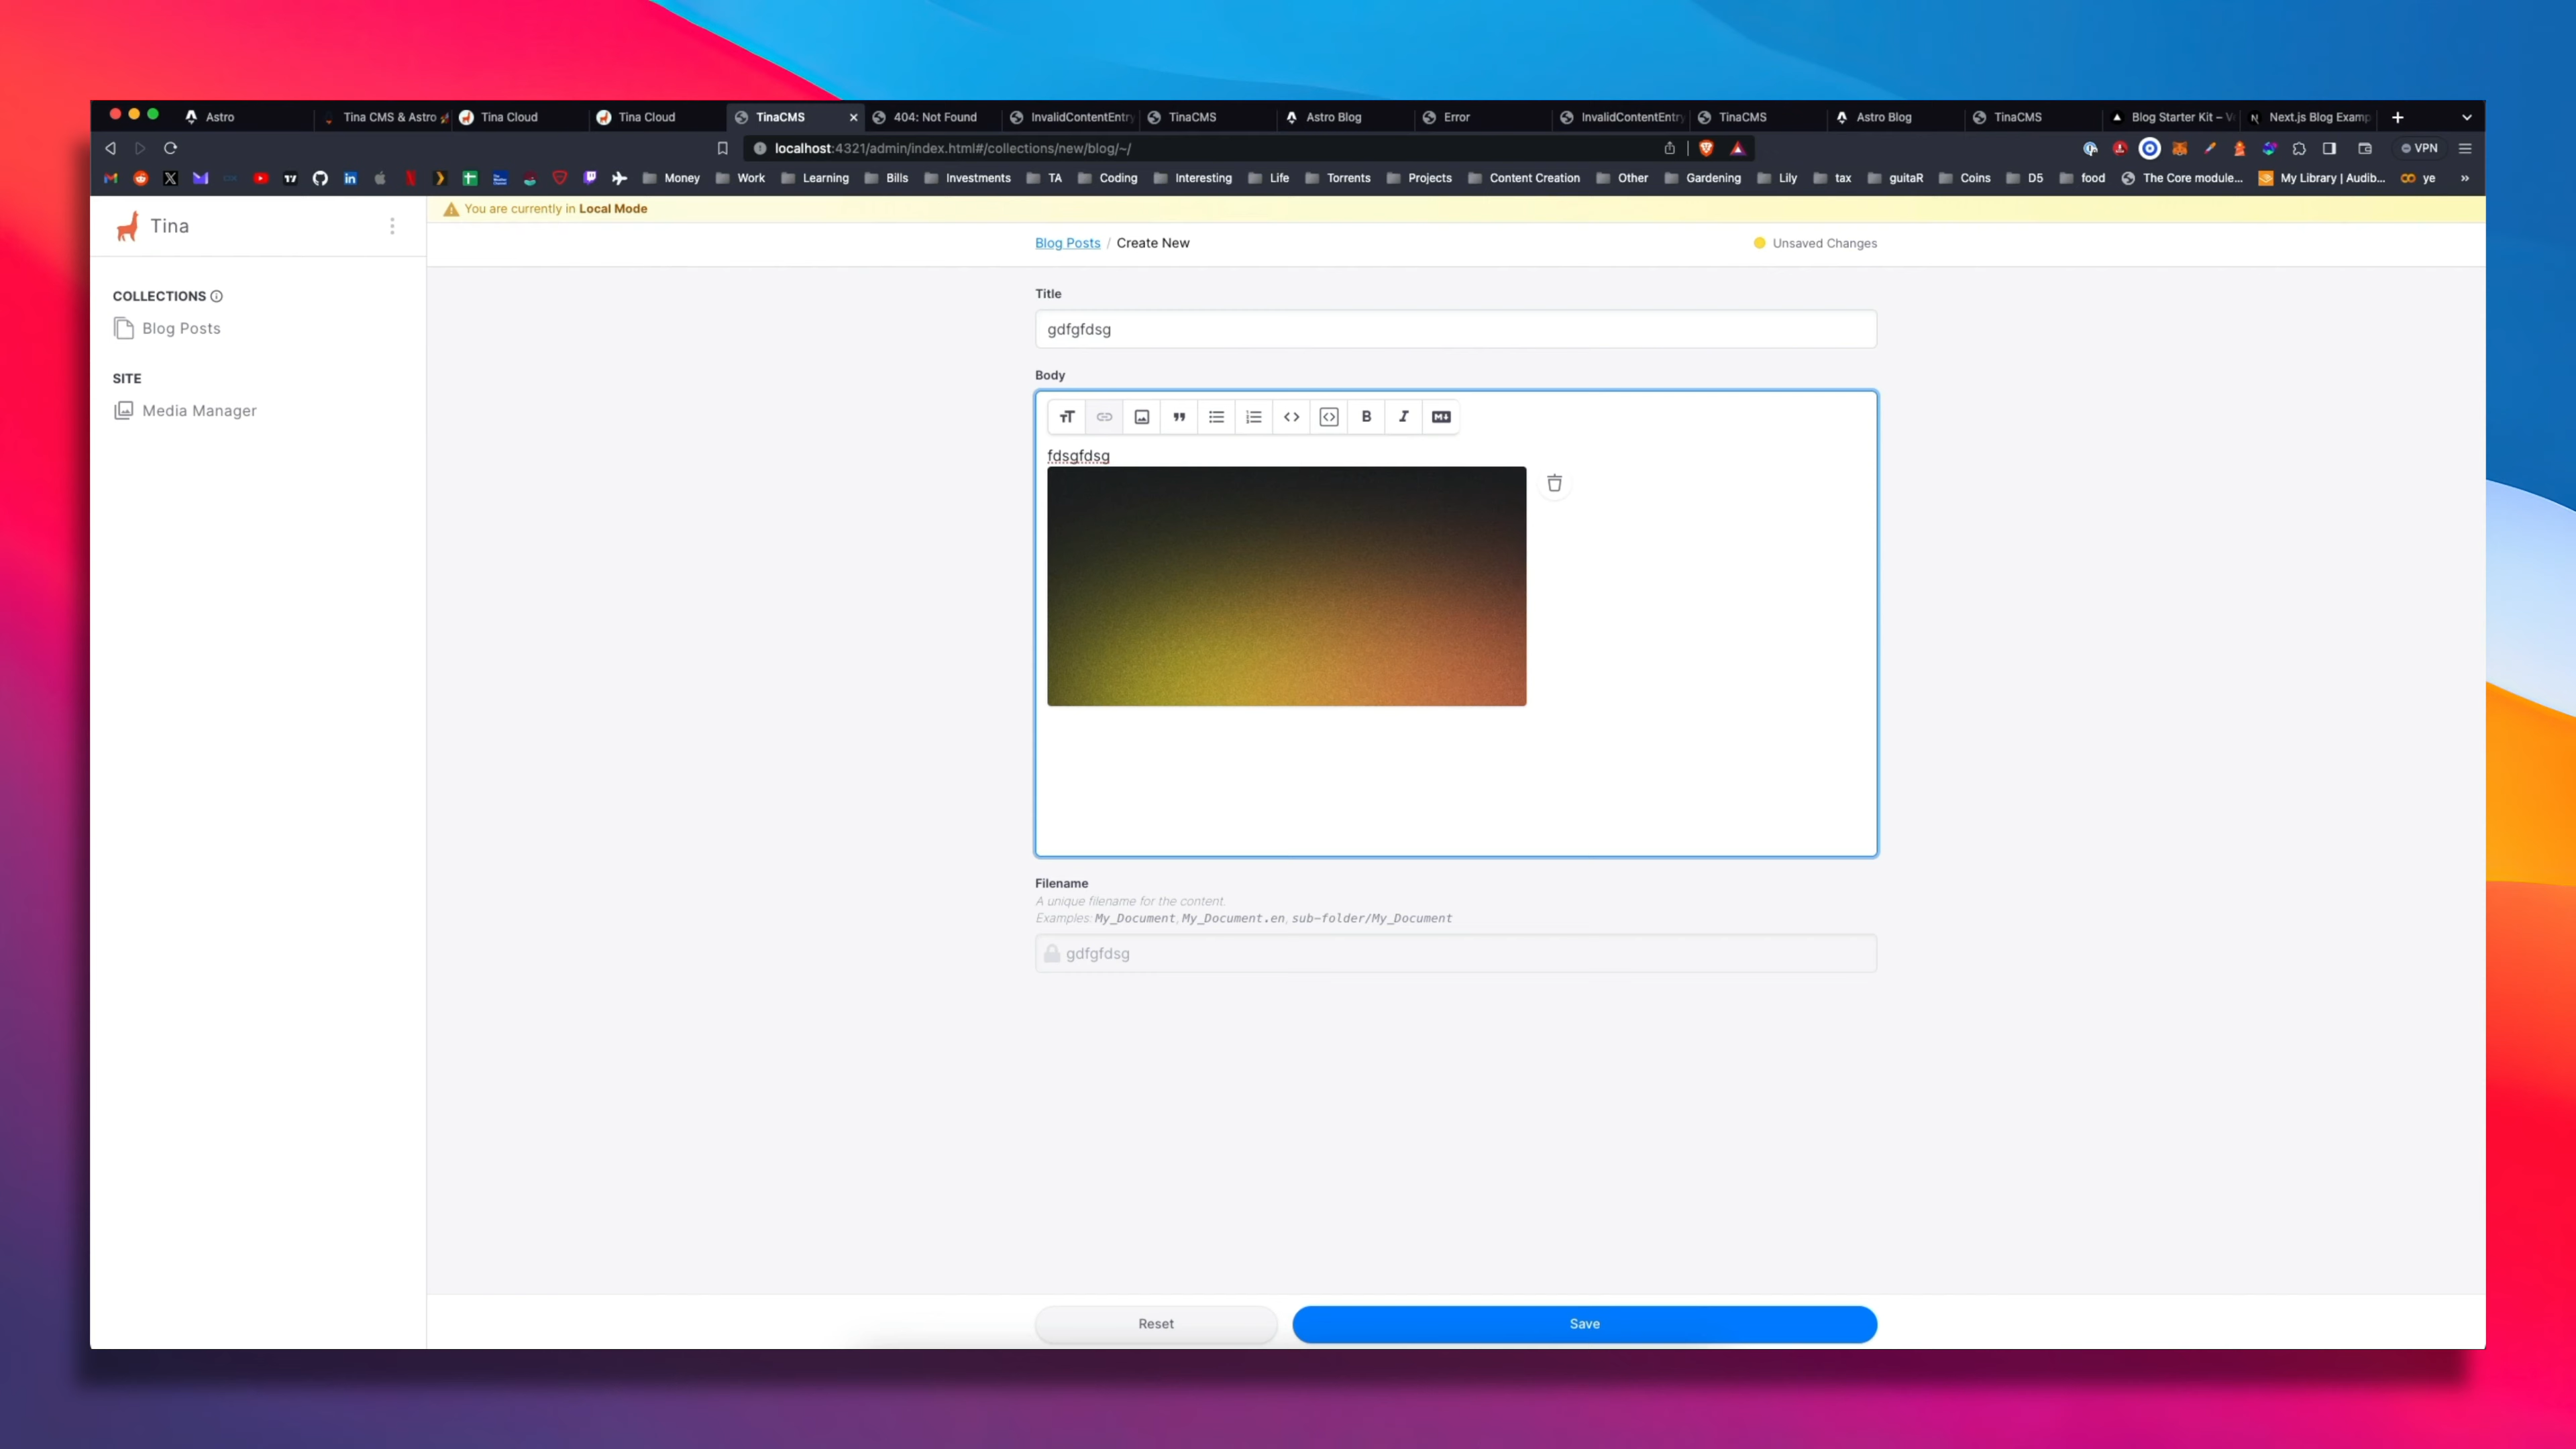 Astro
Tina CMS & Astro
Tina Cloud
Tina Cloud
TinaCMS
404: Not Found
InvalidContentEntry
TinaCMS
Astro Blog
Error
InvalidContentEntry
TinaCMS
Astro Blog
TinaCMS
Blog Starter Kit –
Next.js Blog Examp
localhost:4321/admin/index.html#/collections/new/blog/~/
VPN
Money
Work
Learning
Bills
Investments
TA
Coding
Interesting
Life
Torrents
Projects
Content Creation
Other
Gardening
Lily
tax
guitaR
Coins
D5
food
The Core module...
My Library | Audib...
ye
Tina
You are currently in Local Mode
Blog Posts / Create New
Unsaved Changes
COLLECTIONS
Blog Posts
SITE
Media Manager
Title
gdfgfdsg
Body
fdsgfdsg
Filename
A unique filename for the content.
Examples: My_Document, My_Document.en, sub-folder/My_Document
gdfgfdsg
Reset
Save